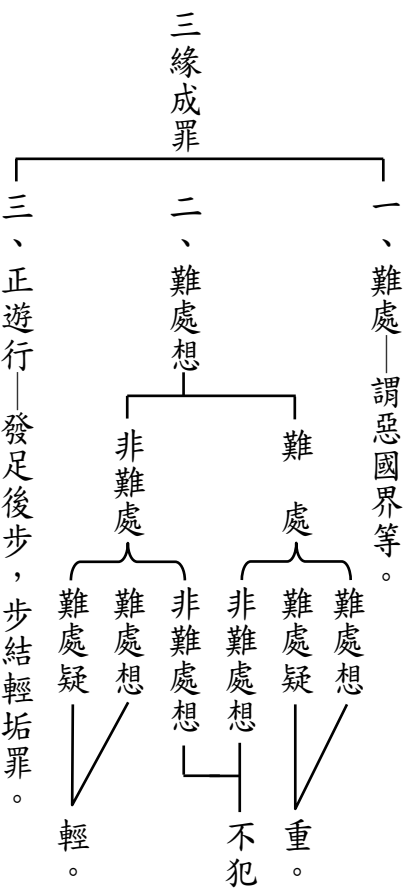 三緣成罪
一、難處—謂惡國界等。
二、難處想
難處
難處想
難處疑
重。
非難處想
不犯
非難處
非難處想
難處想
難處疑
輕。
三、正遊行—發足後步，步結輕垢罪。